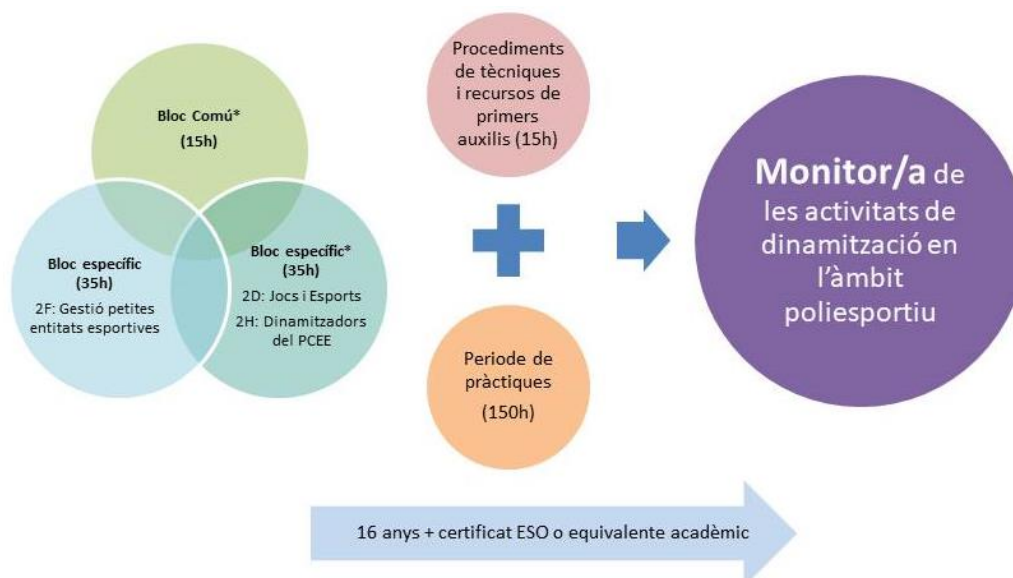 Bloc Comú*
(15h)
Bloc específic
(35h)
2F: Gestió petites
entitats esportives
Bloc específic*
(35h)
2D: Jocs i Esports
2H: Dinamitzadors
del PCEE
Procediments
de tècniques
i recursos de
primers
auxilis (15h)
Periode de
pràctiques
(150h)
Monitor/a de
les activitats de
dinamització en
l'àmbit
poliesportiu
16 anys + certificat ESO o equivalente acadèmic